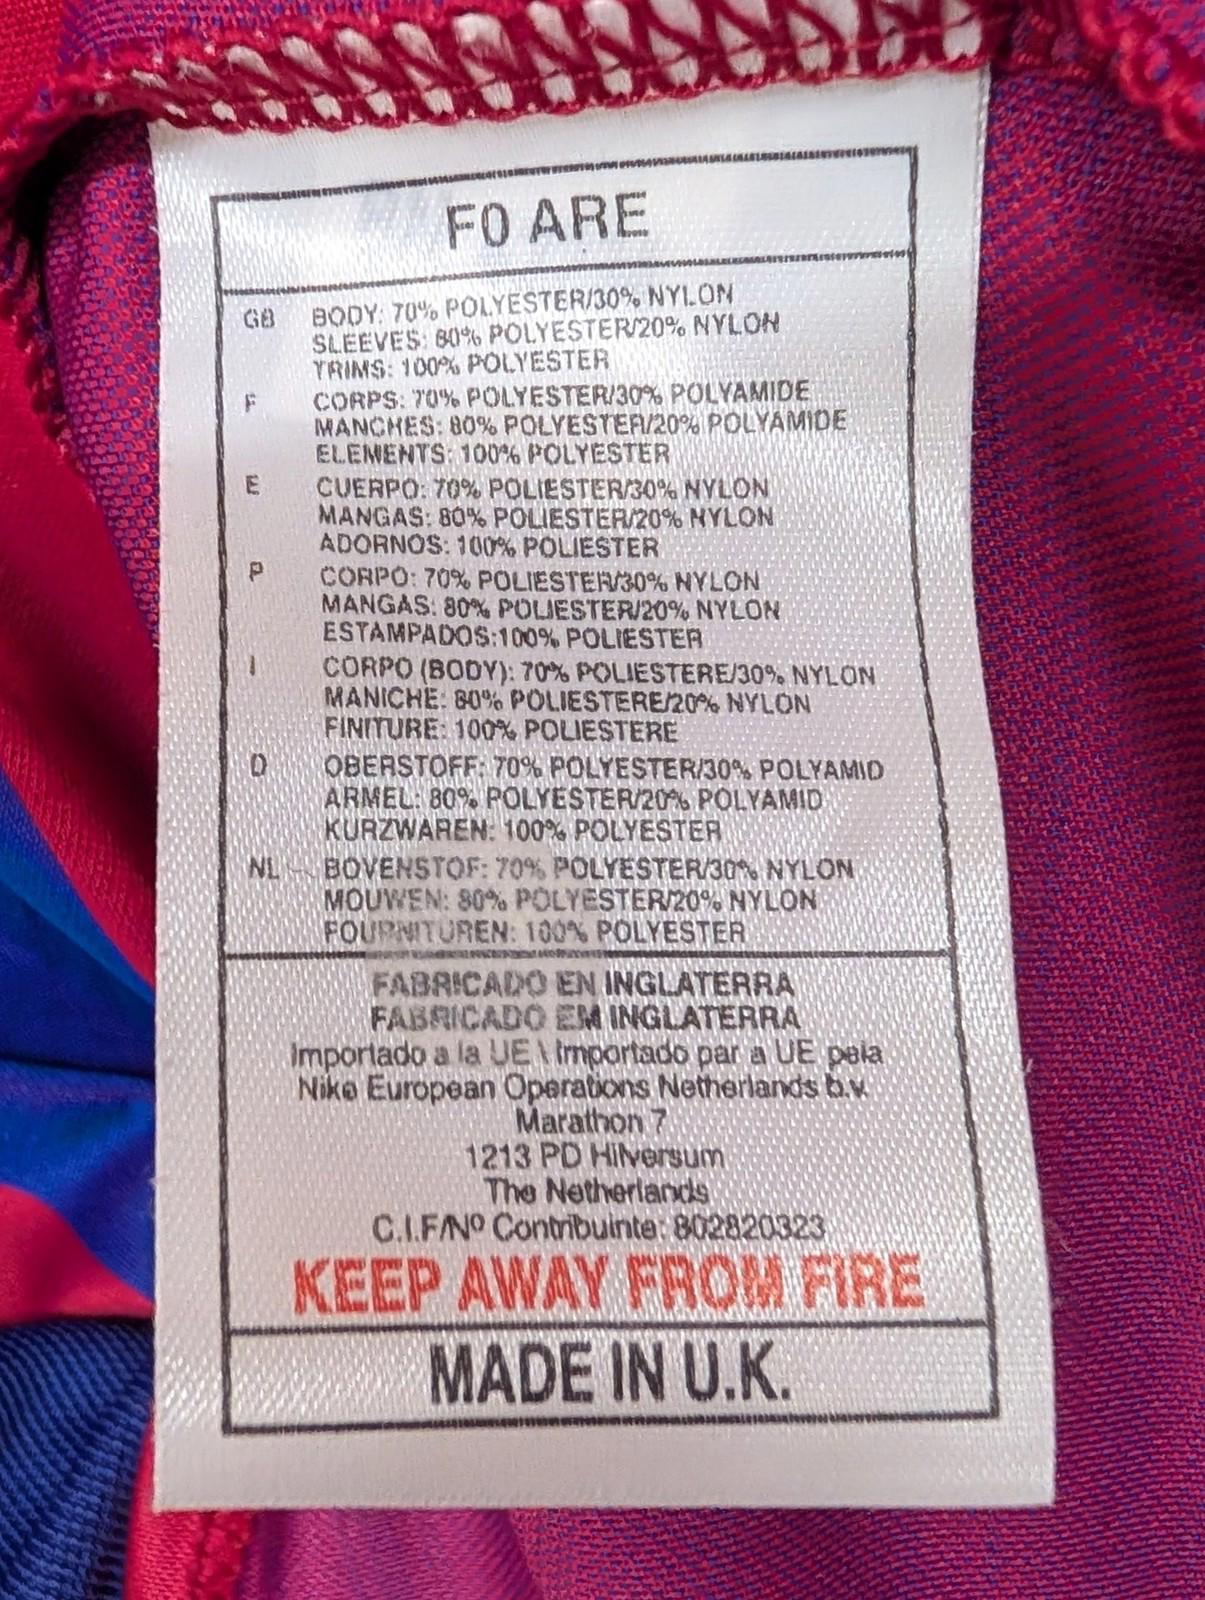 F0 ARE
GB BODY: 70% POLYESTER/30% NYLON
SLEEVES: 80% POLYESTER/20% NYLON
TRIMS: 100% POLYESTER
F CORPS: 70% POLYESTER/30% POLYAMIDE
MANCHES: 80% POLYESTER/20% POLYAMIDE
ELEMENTS: 100% POLYESTER
E CUERPO: 70% POLIESTER/30% NYLON
MANGAS: 80% POLIESTER/20% NYLON
ADORNOS: 100% POLIESTER
P CORPO: 70% POLIESTER/30% NYLON
MANGAS: 80% POLIESTER/20% NYLON
ESTAMPADOS:100% POLIESTER
I CORPO (BODY): 70% POLIESTERE/30% NYLON
MANICHE: 80% POLIESTERE/20% NYLON
FINITURE: 100% POLIESTERE
D OBERSTOFF: 70% POLYESTER/30% POLYAMID
ARMEL: 80% POLYESTER/20% POLYAMID
KURZWAREN: 100% POLYESTER
NL BOVENSTOF: 70% POLYESTER/30% NYLON
MOUWEN: 80% POLYESTER/20% NYLON
FOURNITUREN: 100% POLYESTER
FABRICADO EN INGLATERRA
FABRICADO EM INGLATERRA
Importado a la UE \ Importado par a UE pela
Nike European Operations Netherlands b.v.
Marathon 7
1213 PD Hilversum
The Netherlands
C.I.F/Nº Contribuinte: 802820323
KEEP AWAY FROM FIRE
MADE IN U.K.